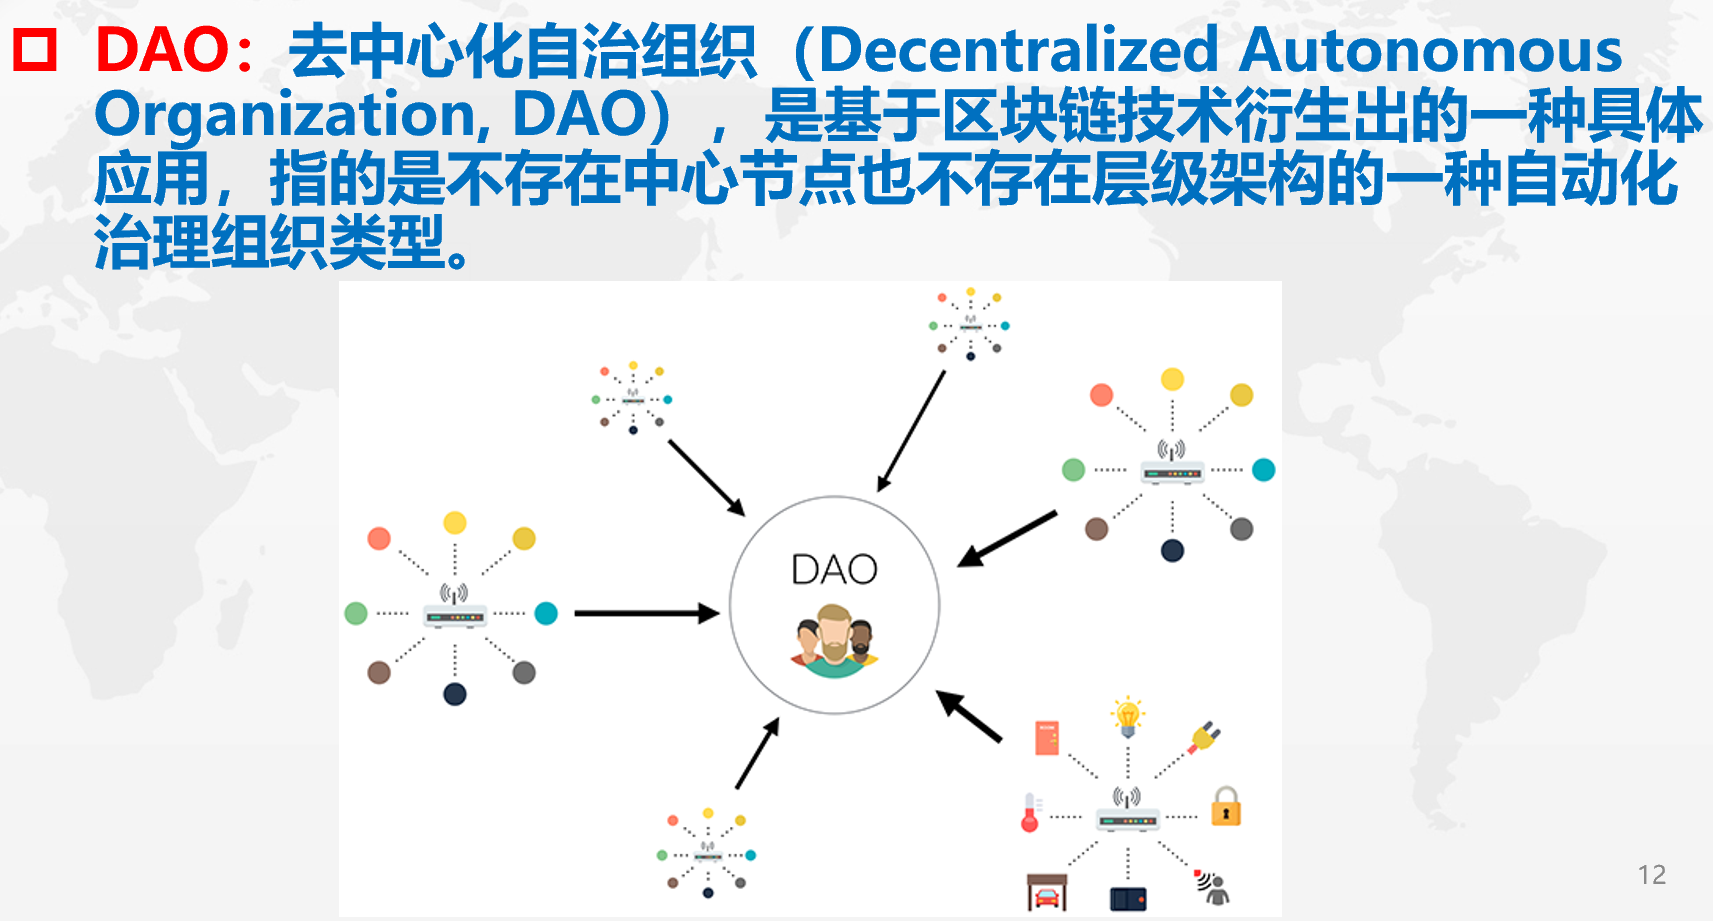 DAO：去中心化自治组织（Decentralized Autonomous
Organization, DAO），是基于区块链技术衍生出的一种具体
应用，指的是不存在中心节点也不存在层级架构的一种自动化
治理组织类型。
DAO
12